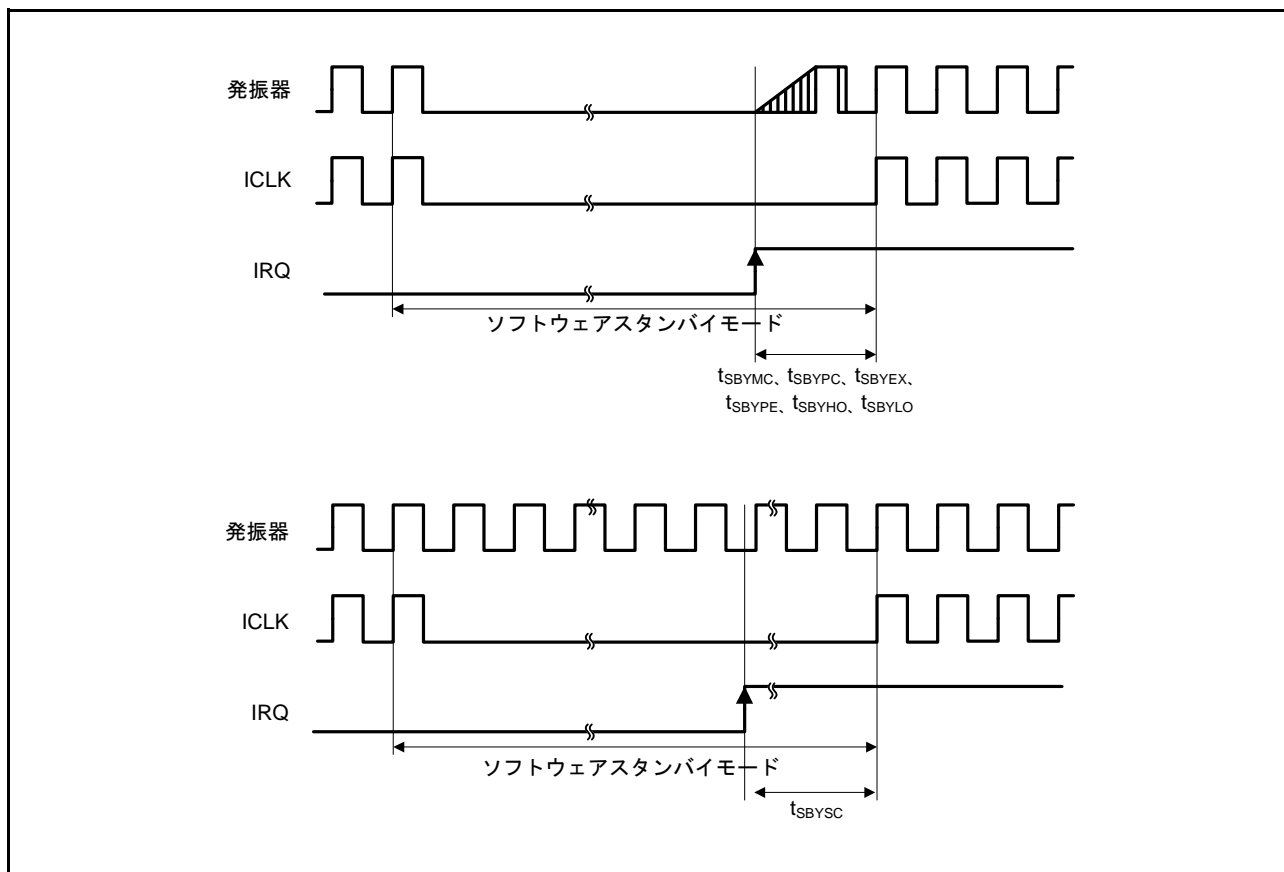 発振器
ICLK
IRQ
ソフトウェアスタンバイモード
tSBYMC、tSBYPC、tSBYEX、
tSBYPE、tSBYHO、tSBYLO
発振器
ICLK
IRQ
ソフトウェアスタンバイモード
tSBYSC